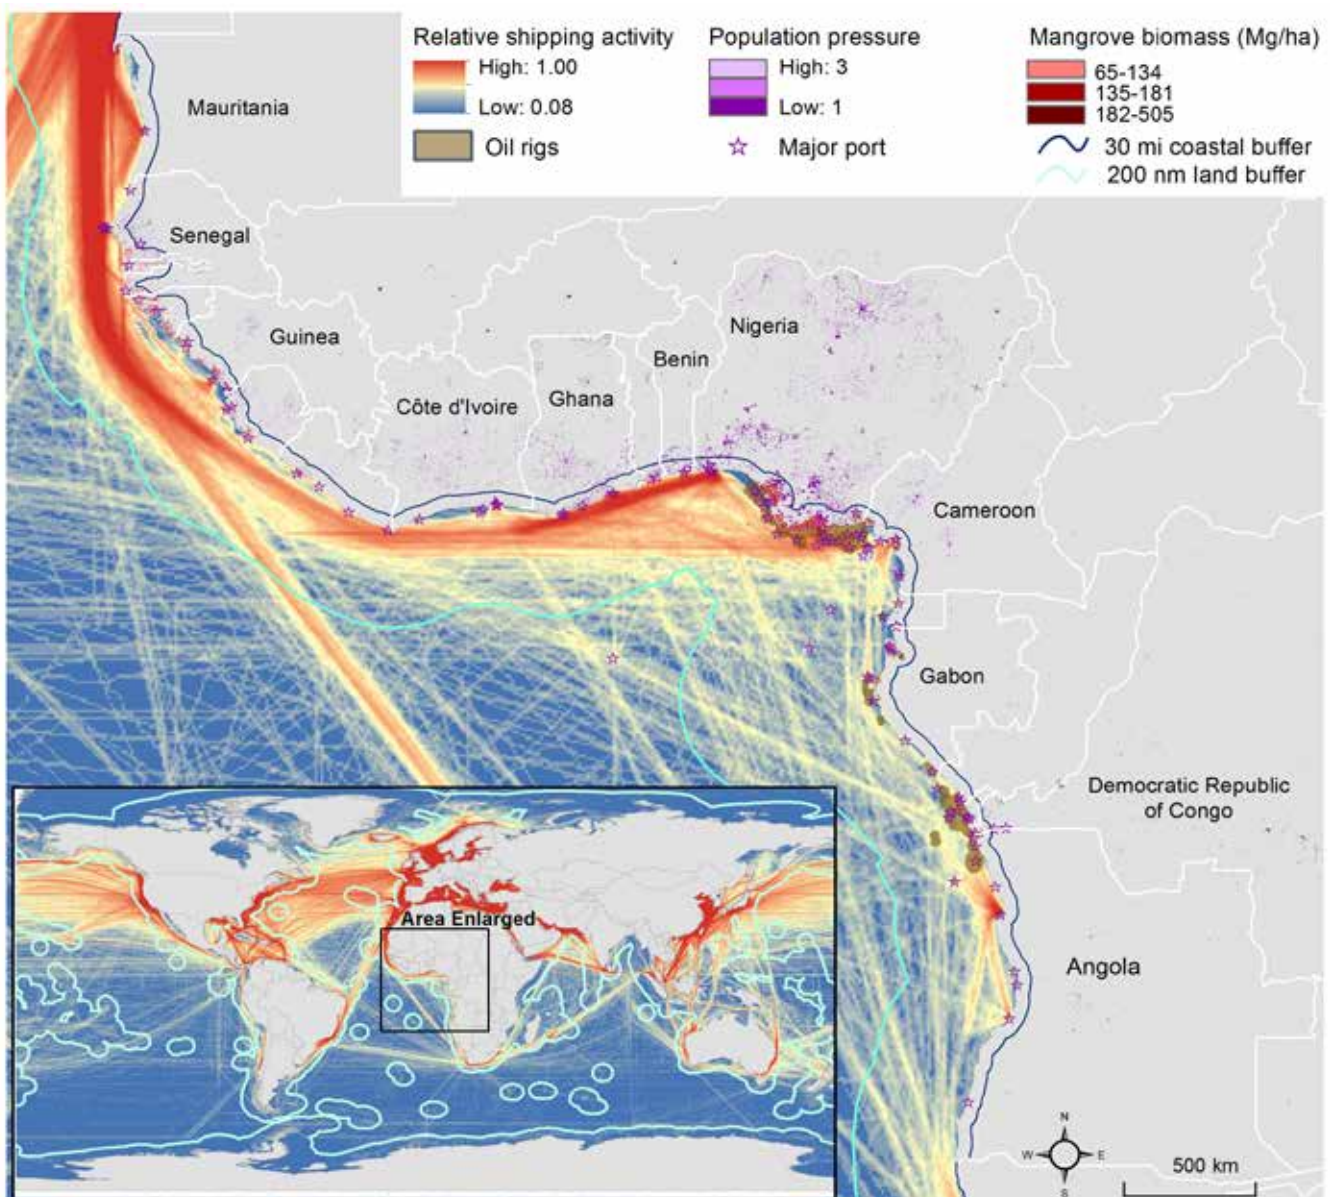 Relative shipping activity
High: 1.00
Low: 0.08
Oil rigs
Population pressure
High: 3
Low: 1
Major port
Mangrove biomass (Mg/ha)
65-134
135-181
182-505
30 mi coastal buffer
200 nm land buffer
Mauritania
Senegal
Guinea
Côte d'Ivoire
Ghana
Benin
Nigeria
Cameroon
Gabon
Democratic Republic
of Congo
Angola
Area Enlarged
N
W E
S
500 km